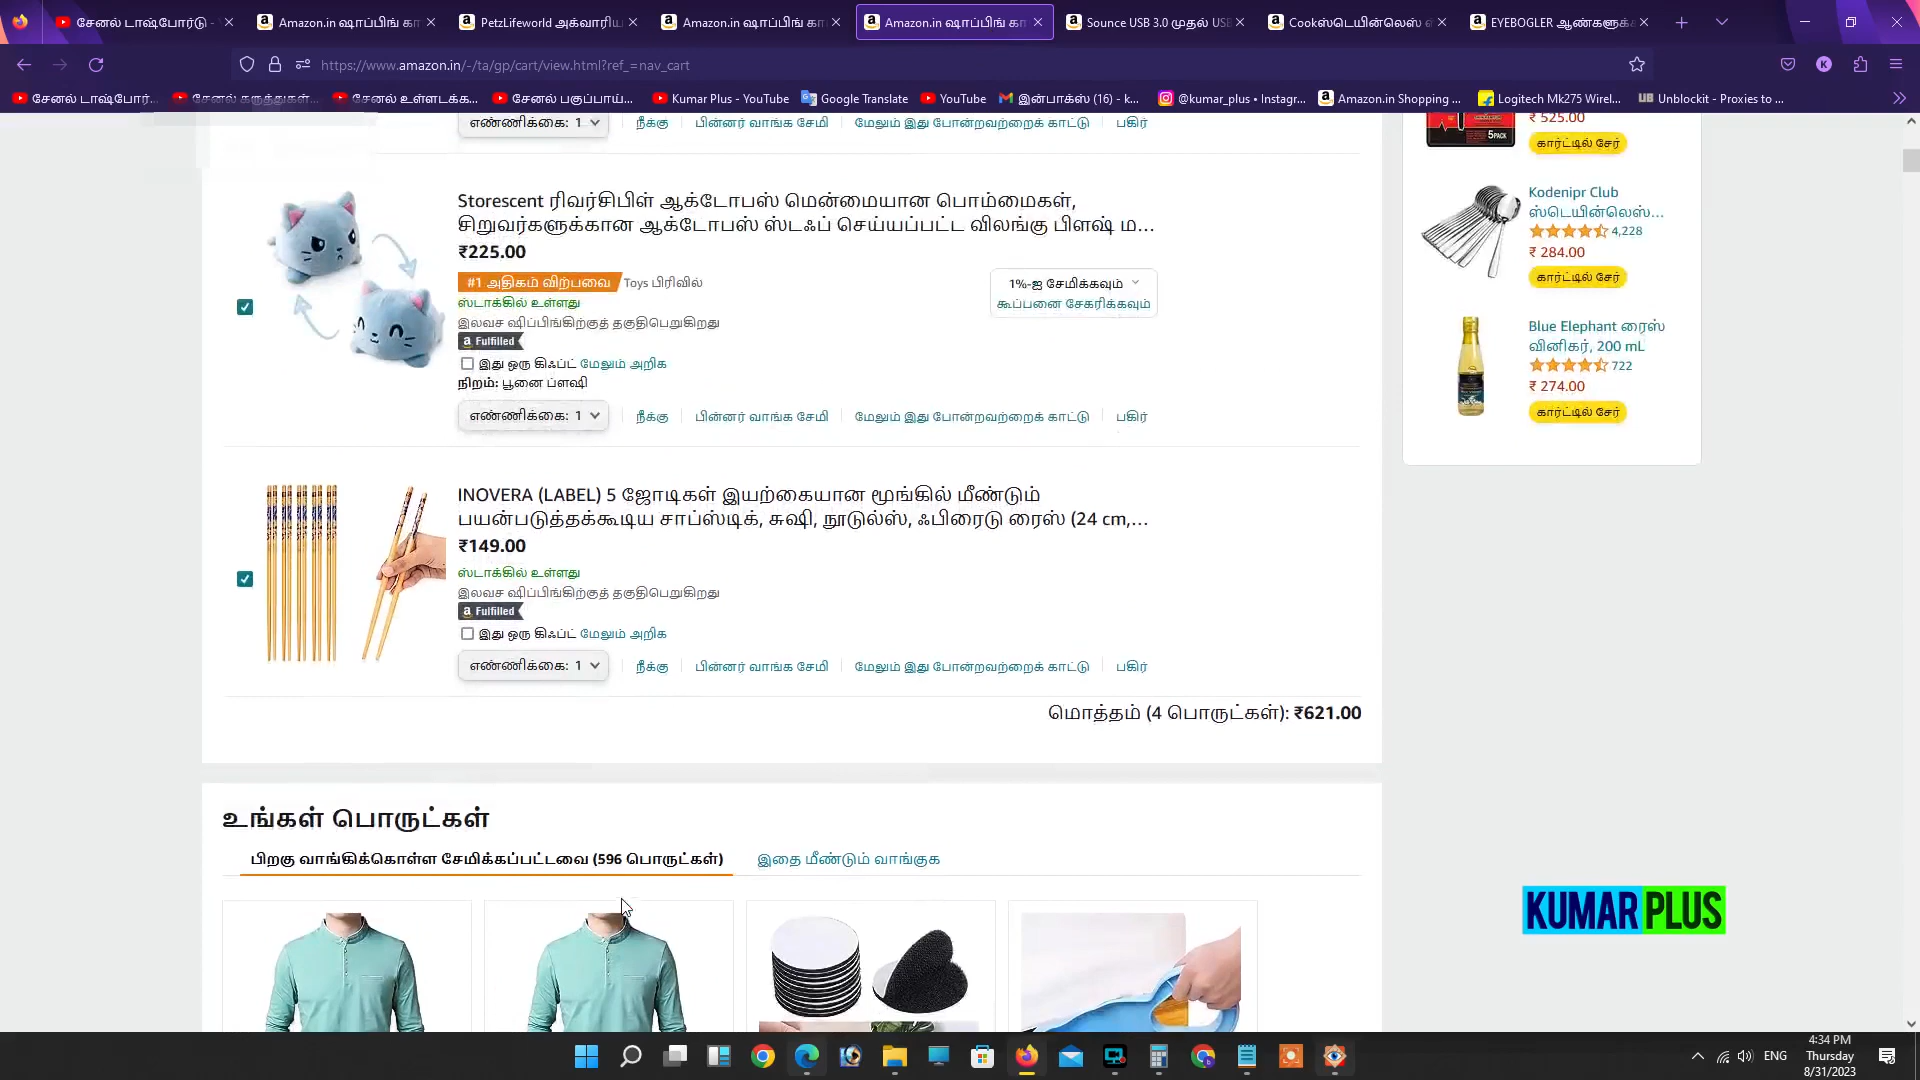 சேனல் டாஷ்போர்டு -
Amazon.in ஷாப்பிங் கா
PetzLifeworld அக்வாரிய
Amazon.in ஷாப்பிங் கா
Amazon.in ஷாப்பிங் கா
Sounce USB 3.0 முதல் USB
Cookஸ்டெயின்லெஸ்
EYEBOGLER ஆண்களுக்க
https://www.amazon.in/-/ta/gp/cart/view.html?ref_=nav_cart
K
சேனல் டாஷ்போர்...
சேனல் கருத்துகள்...
சேனல் உள்ளடக்க...
சேனல் பகுப்பாய்...
Kumar Plus - YouTube
Google Translate
YouTube
இன்பாக்ஸ் (16) - k...
@kumar_plus • Instagr...
Amazon.in Shopping ...
Logitech Mk275 Wirel...
Unblockit - Proxies to ...
எண்ணிக்கை: 1
நீக்கு
பின்னர் வாங்க சேமி
மேலும் இது போன்றவற்றைக் காட்டு
பகிர்
Storescent ரிவர்சிபிள் ஆக்டோபஸ் மென்மையான பொம்மைகள்,
சிறுவர்களுக்கான ஆக்டோபஸ் ஸ்டஃப் செய்யப்பட்ட விலங்கு பிளஷ் ம...
₹225.00
#1 அதிகம் விற்பவை Toys பிரிவில்
ஸ்டாக்கில் உள்ளது
இலவச ஷிப்பிங்கிற்குத் தகுதிபெறுகிறது
a Fulfilled
இது ஒரு கிஃப்ட் மேலும் அறிக
நிறம்: பூனை ப்ளஷி
1%-ஐ சேமிக்கவும்
கூப்பனை சேகரிக்கவும்
எண்ணிக்கை: 1
நீக்கு
பின்னர் வாங்க சேமி
மேலும் இது போன்றவற்றைக் காட்டு
பகிர்
INOVERA (LABEL) 5 ஜோடிகள் இயற்கையான மூங்கில் மீண்டும்
பயன்படுத்தக்கூடிய சாப்ஸ்டிக், சுஷி, நூடுல்ஸ், ஃபிரைடு ரைஸ் (24 cm,...
₹149.00
ஸ்டாக்கில் உள்ளது
இலவச ஷிப்பிங்கிற்குத் தகுதிபெறுகிறது
a Fulfilled
இது ஒரு கிஃப்ட் மேலும் அறிக
எண்ணிக்கை: 1
நீக்கு
பின்னர் வாங்க சேமி
மேலும் இது போன்றவற்றைக் காட்டு
பகிர்
மொத்தம் (4 பொருட்கள்): ₹621.00
உங்கள் பொருட்கள்
பிறகு வாங்கிக்கொள்ள சேமிக்கப்பட்டவை (596 பொருட்கள்)
இதை மீண்டும் வாங்குக
5PACK
₹ 525.00
கார்ட்டில் சேர்
Kodenipr Club
ஸ்டெயின்லெஸ்...
4,228
₹ 284.00
கார்ட்டில் சேர்
Blue Elephant ரைஸ்
வினிகர், 200 mL
722
₹ 274.00
கார்ட்டில் சேர்
KUMAR PLUS
ENG
4:34 PM
Thursday
8/31/2023